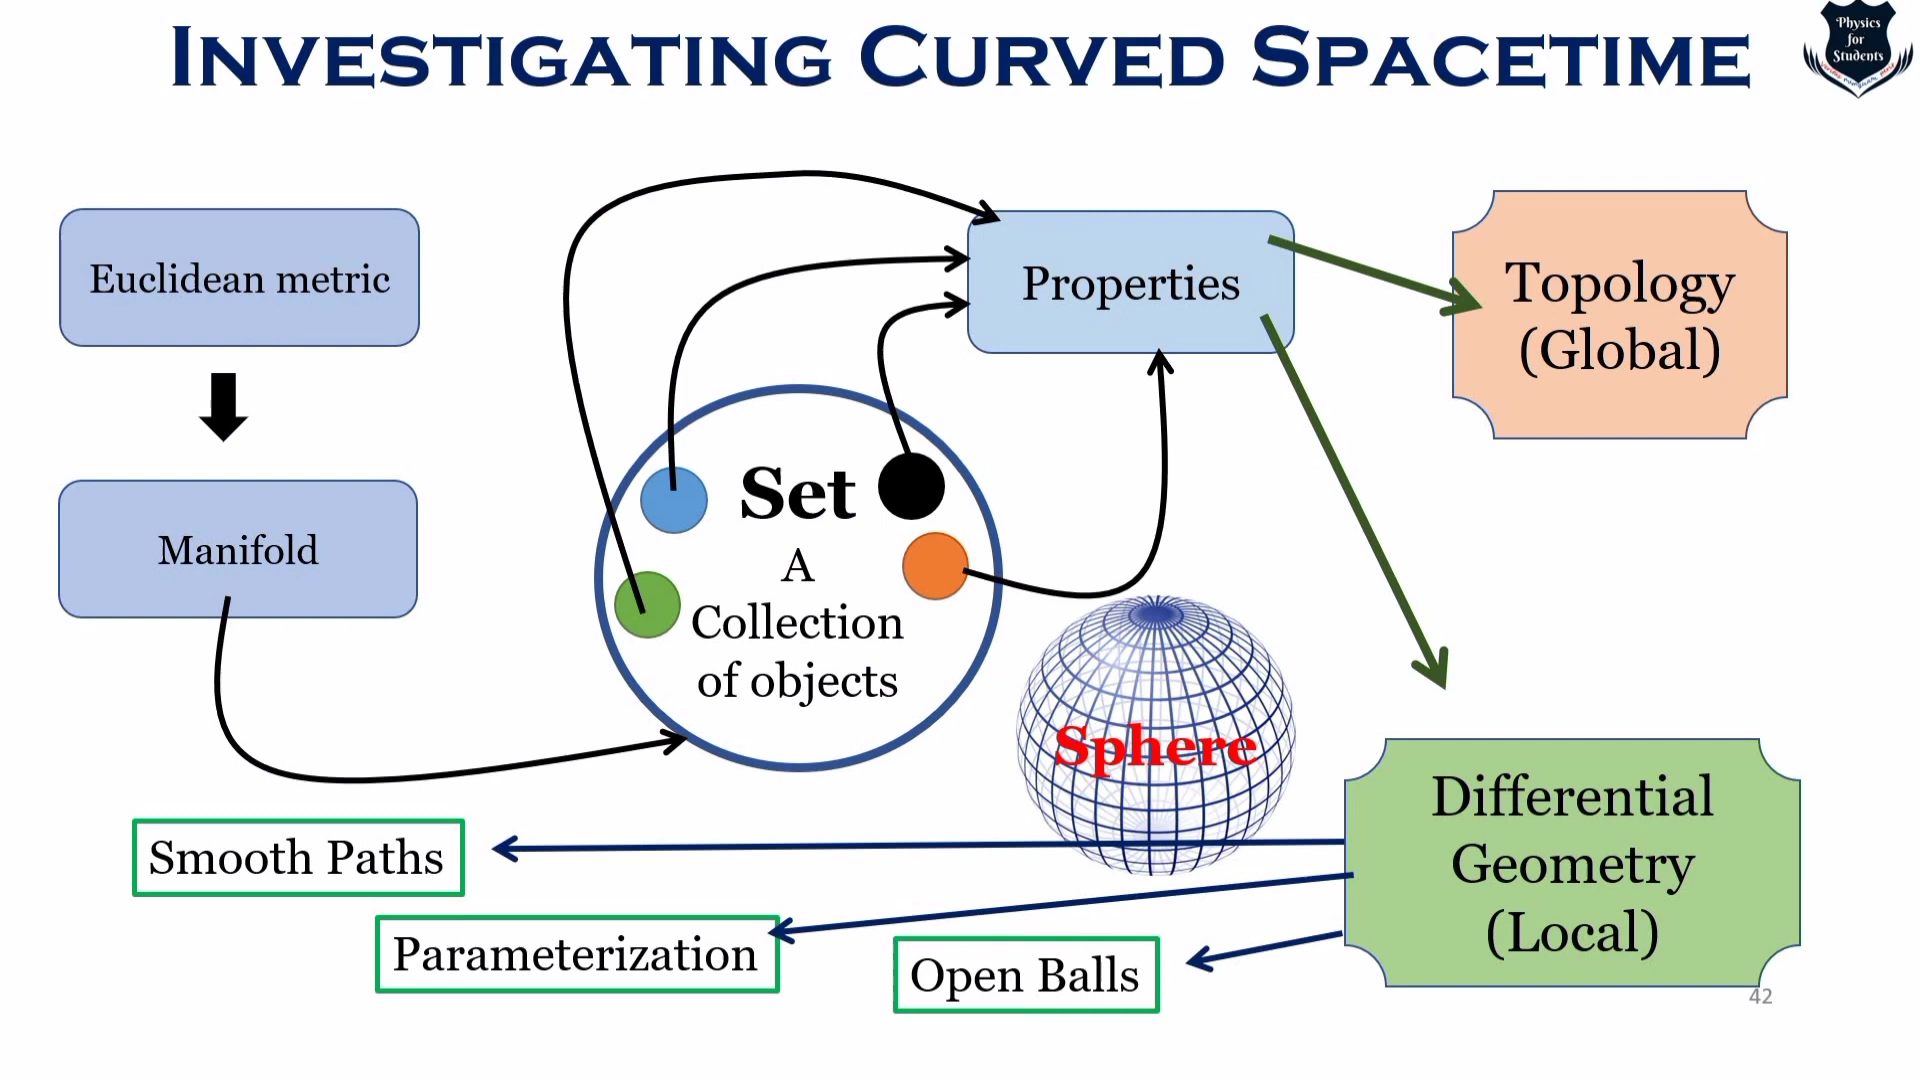 INVESTIGATING CURVED SPACETIME
Physics
for
Students
Euclidean metric
Properties
Topology
(Global)
Manifold
Set
A
Collection
of objects
Sphere
Differential
Geometry
(Local)
Smooth Paths
Parameterization
Open Balls
42